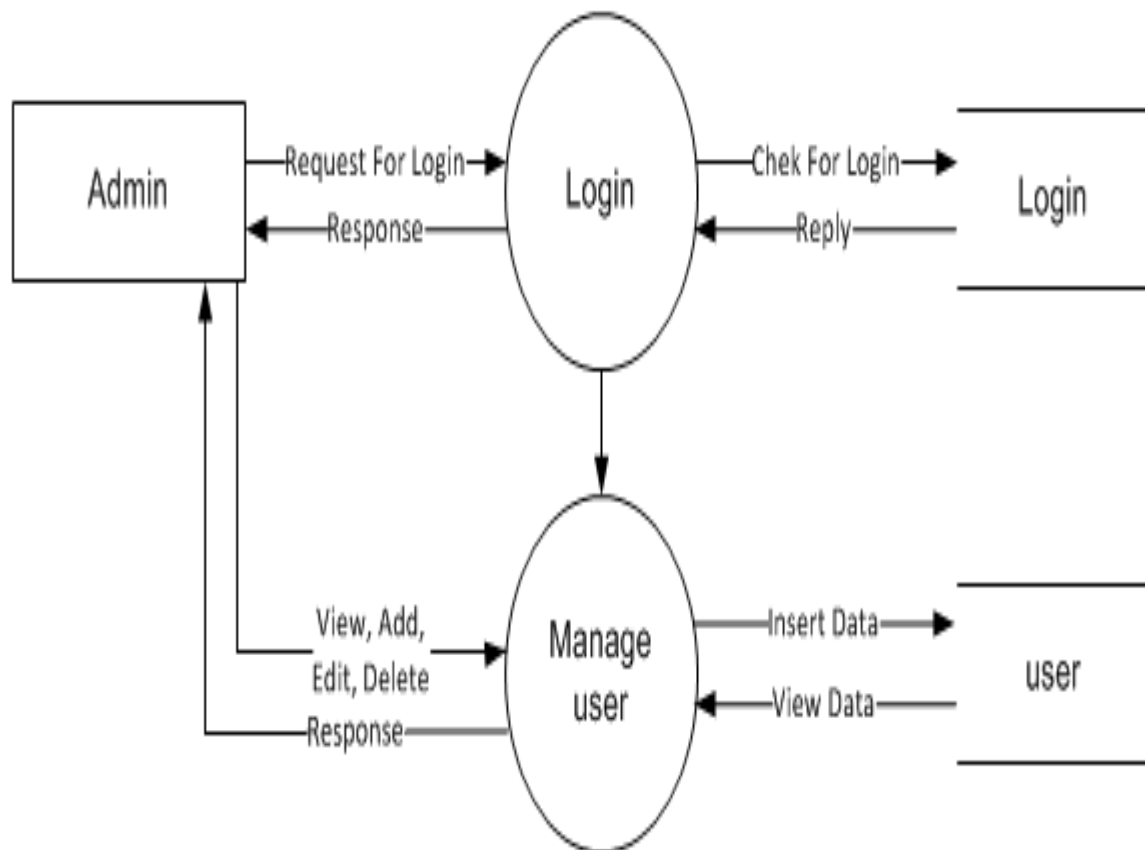 Admin
Request For Login
Response
Login
Chek For Login
Reply
Login
View, Add,
Edit, Delete
Response
Manage
user
Insert Data
View Data
user